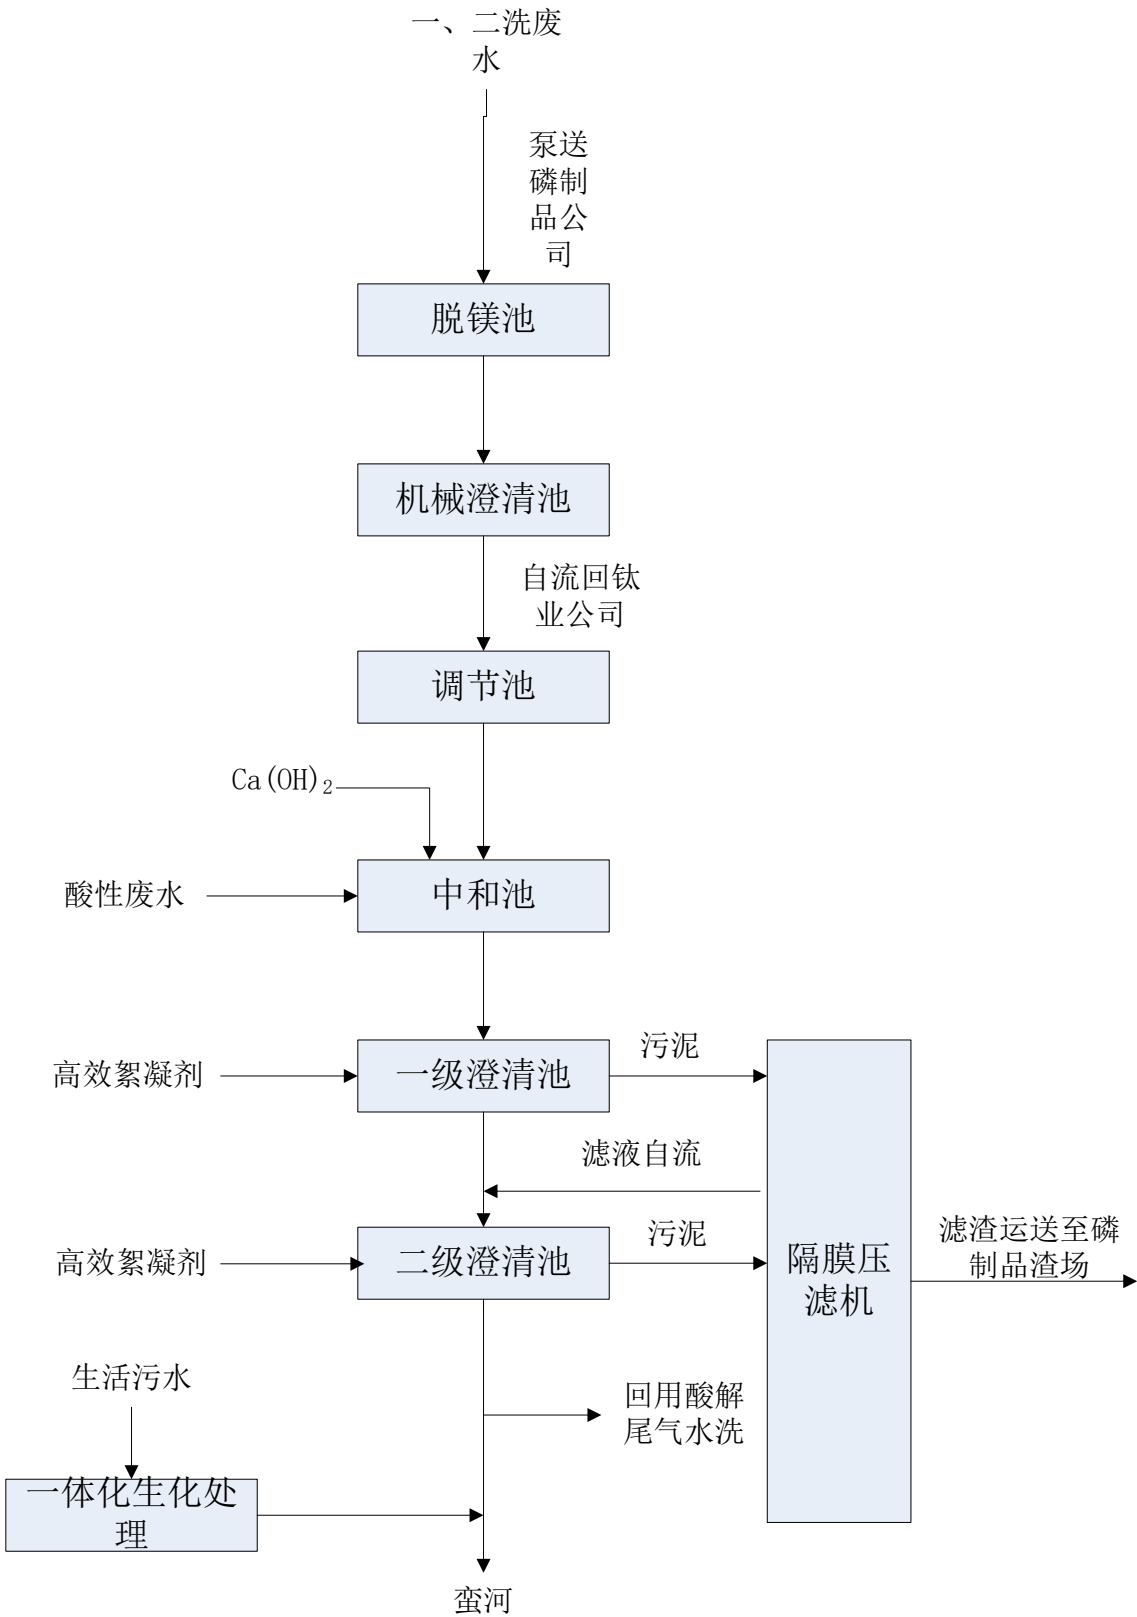 一、二洗废
水
泵送
磷制
品公
司
脱镁池
机械澄清池
自流回钛
业公司
调节池
Ca(OH)₂
酸性废水
中和池
高效絮凝剂
一级澄清池
污泥
滤液自流
高效絮凝剂
二级澄清池
污泥
隔膜压
滤机
滤渣运送至磷
制品渣场
生活污水
回用酸解
尾气水洗
一体化生化处
理
蛮河